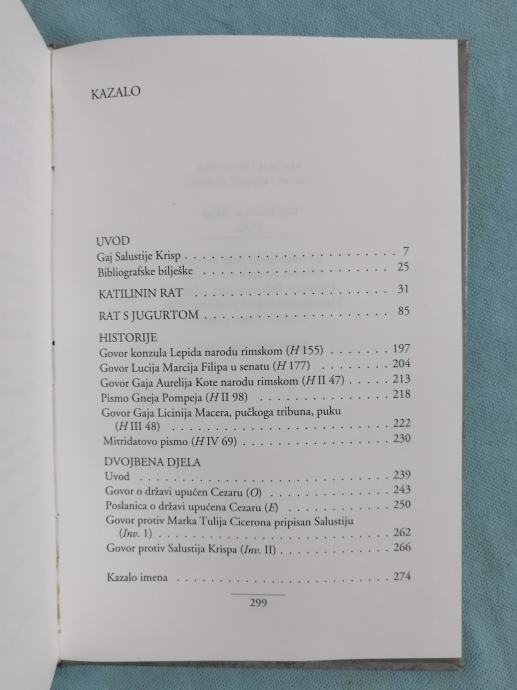 KAZALO
UVOD
Gaj Salustije Krisp . . . . . . . . . . . . . . . . . . . . . . . . 7
Bibliografske bilješke . . . . . . . . . . . . . . . . . . . . . . 25
KATILININ RAT . . . . . . . . . . . . . . . . . . . . . . . 31
RAT S JUGURTOM . . . . . . . . . . . . . . . . . . . . . . 85
HISTORIJE
Govor konzula Lepida narodu rimskom (H 155) . . . . . . . 197
Govor Lucija Marcija Filipa u senatu (H 177) . . . . . . . . 204
Govor Gaja Aurelija Kote narodu rimskom (H II 47) . . . . . 213
Pismo Gneja Pompeja (H II 98) . . . . . . . . . . . . . . . . 218
Govor Gaja Licinija Macera, pučkoga tribuna, puku
(H III 48) . . . . . . . . . . . . . . . . . . . . . . . . . 222
Mitridatovo pismo (H IV 69) . . . . . . . . . . . . . . . . . 230
DVOJBENA DJELA
Uvod . . . . . . . . . . . . . . . . . . . . . . . . . . . . 239
Govor o državi upućen Cezaru (O) . . . . . . . . . . . . . . 243
Poslanica o državi upućena Cezaru (E) . . . . . . . . . . . . 250
Govor protiv Marka Tulija Cicerona pripisan Salustiju
(Inv. 1) . . . . . . . . . . . . . . . . . . . . . . . . . . 262
Govor protiv Salustija Krispa (Inv. II) . . . . . . . . . . . . 266
Kazalo imena . . . . . . . . . . . . . . . . . . . . . . . . 274
299